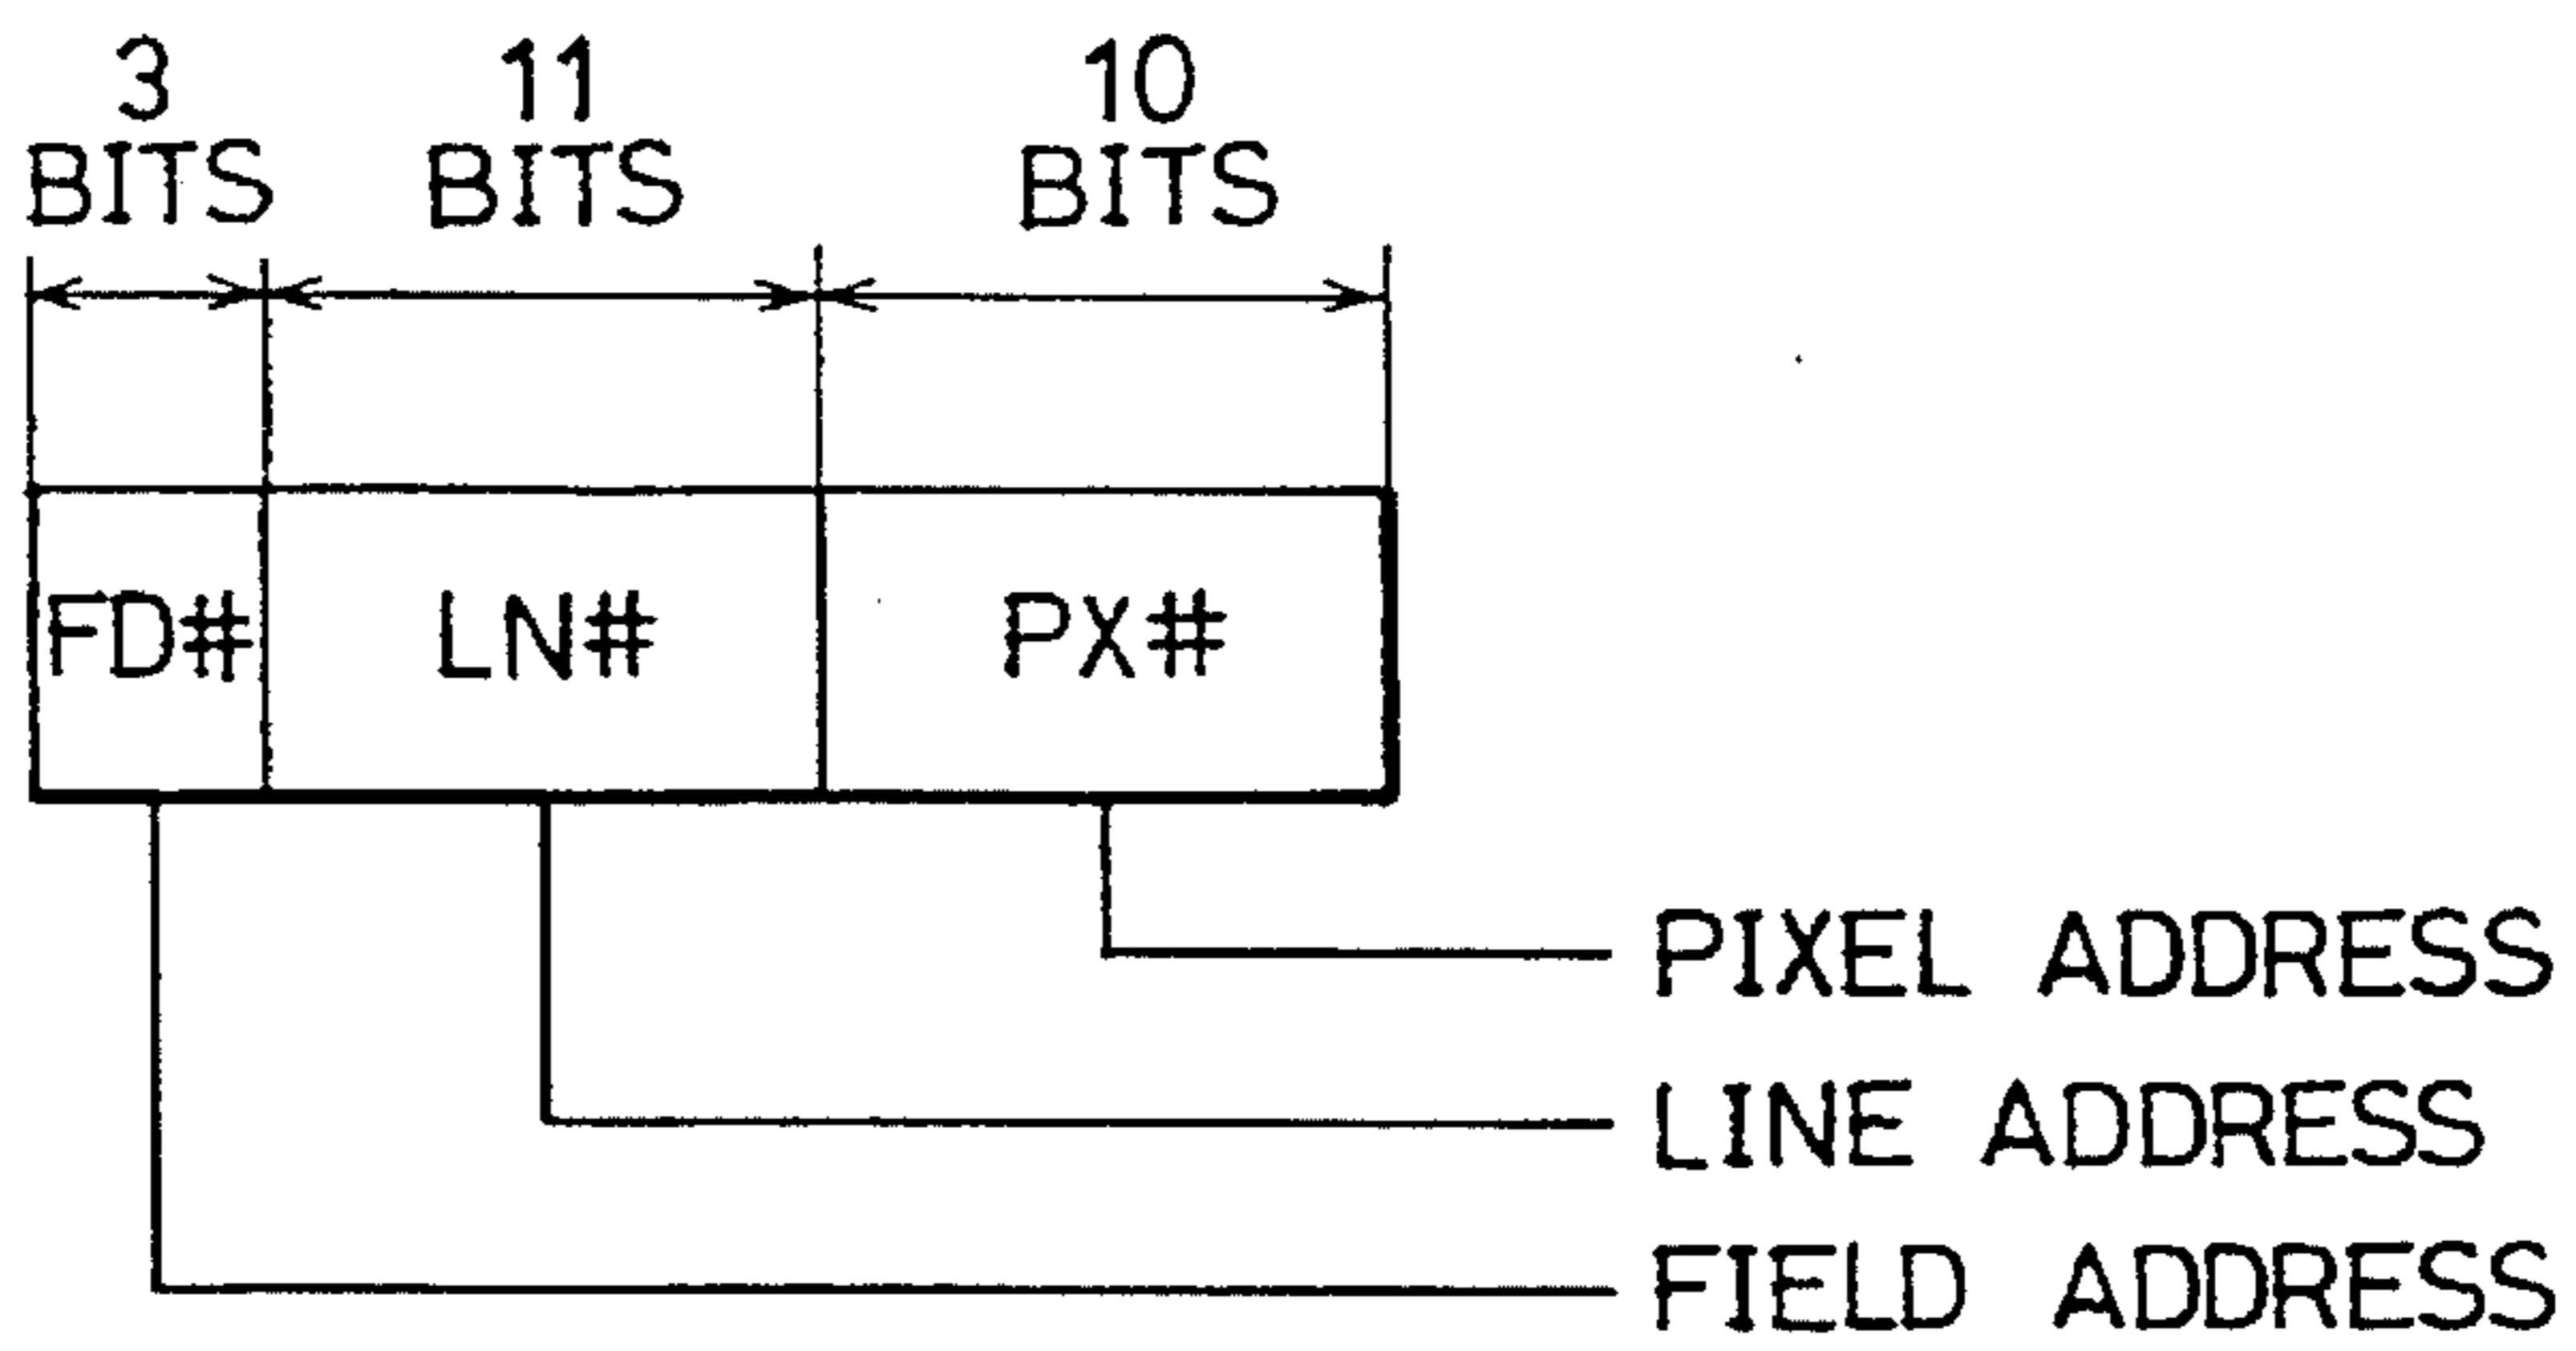 3 11 10
BITS BITS BITS
FD# LN# PX#
PIXEL ADDRESS
LINE ADDRESS
FIELD ADDRESS